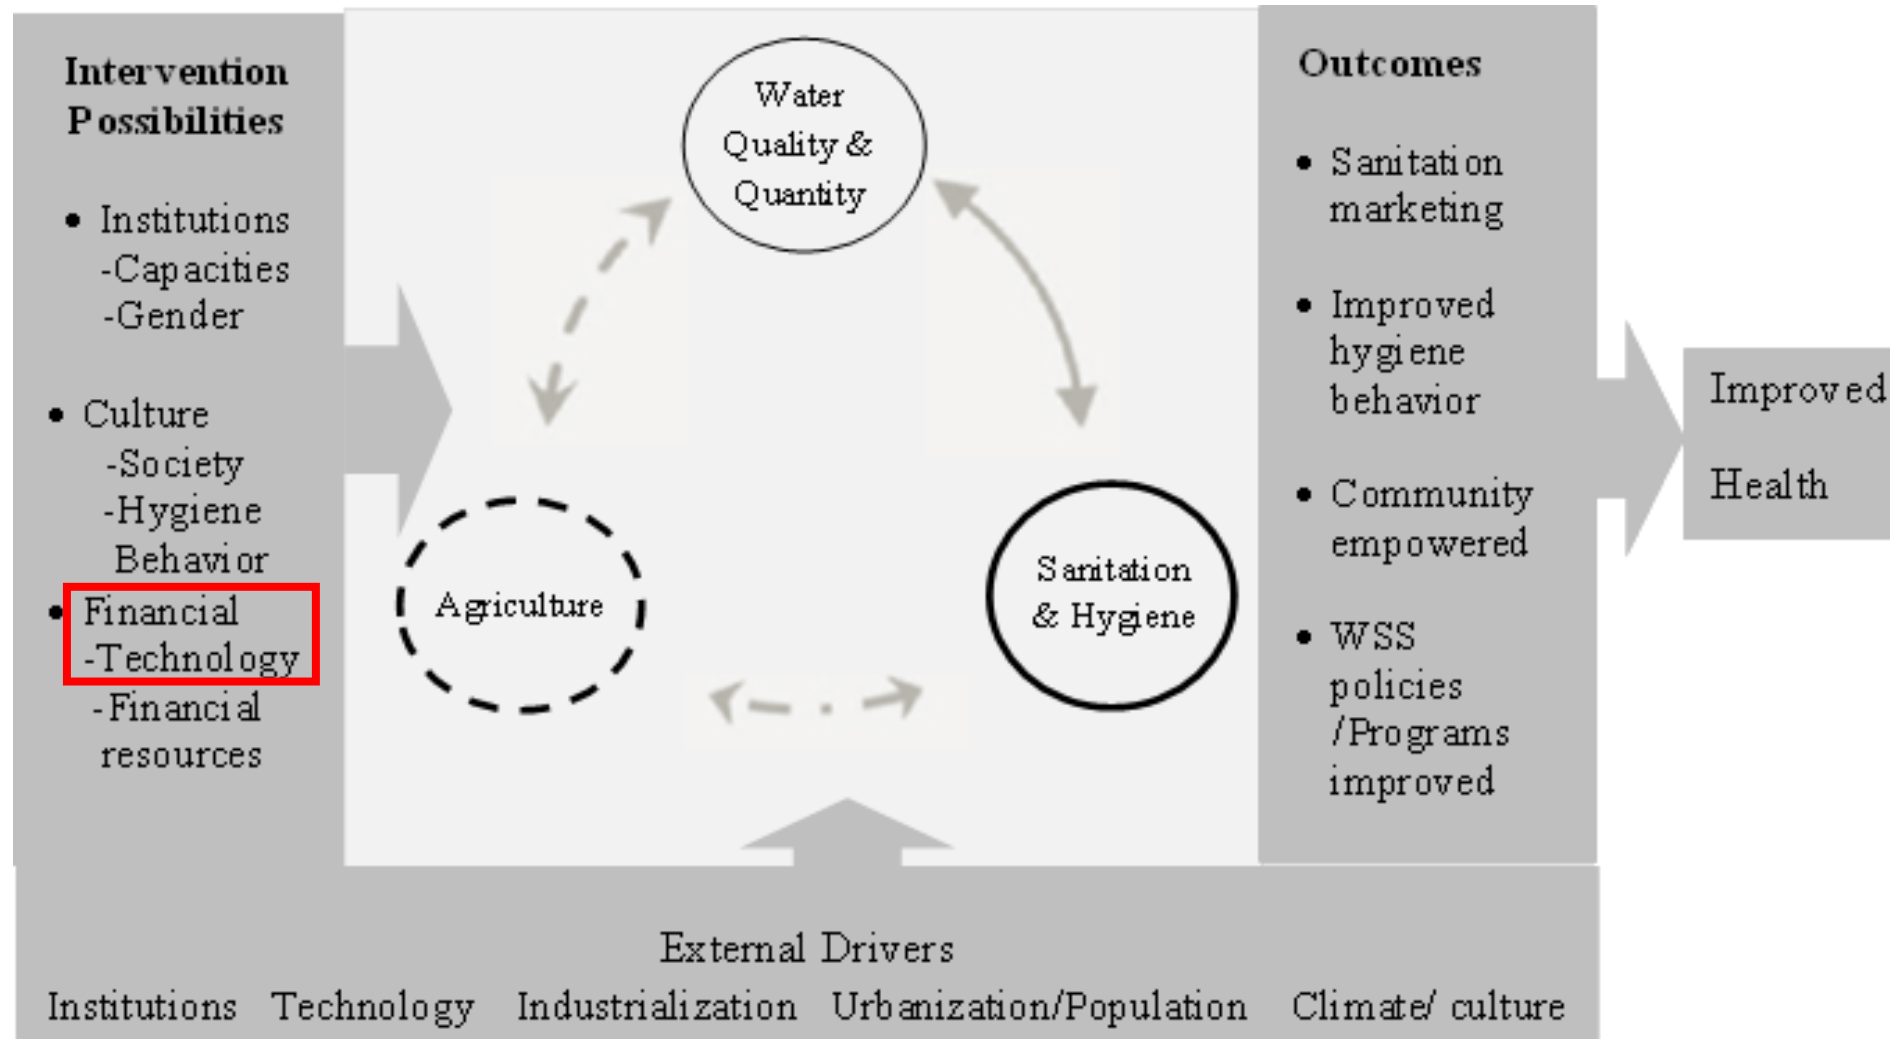 Intervention
Possibilities
• Institutions
-Capacities
-Gender
• Culture
-Society
-Hygiene
Behavior
• Financial
-Technology
-Financial
resources
Water
Quality &
Quantity
Agriculture
Sanitation
& Hygiene
Outcomes
• Sanitation
marketing
• Improved
hygiene
behavior
• Community
empowered
• WSS
policies
/Programs
improved
Improved
Health
External Drivers
Institutions Technology Industrialization Urbanization/Population Climate/ culture